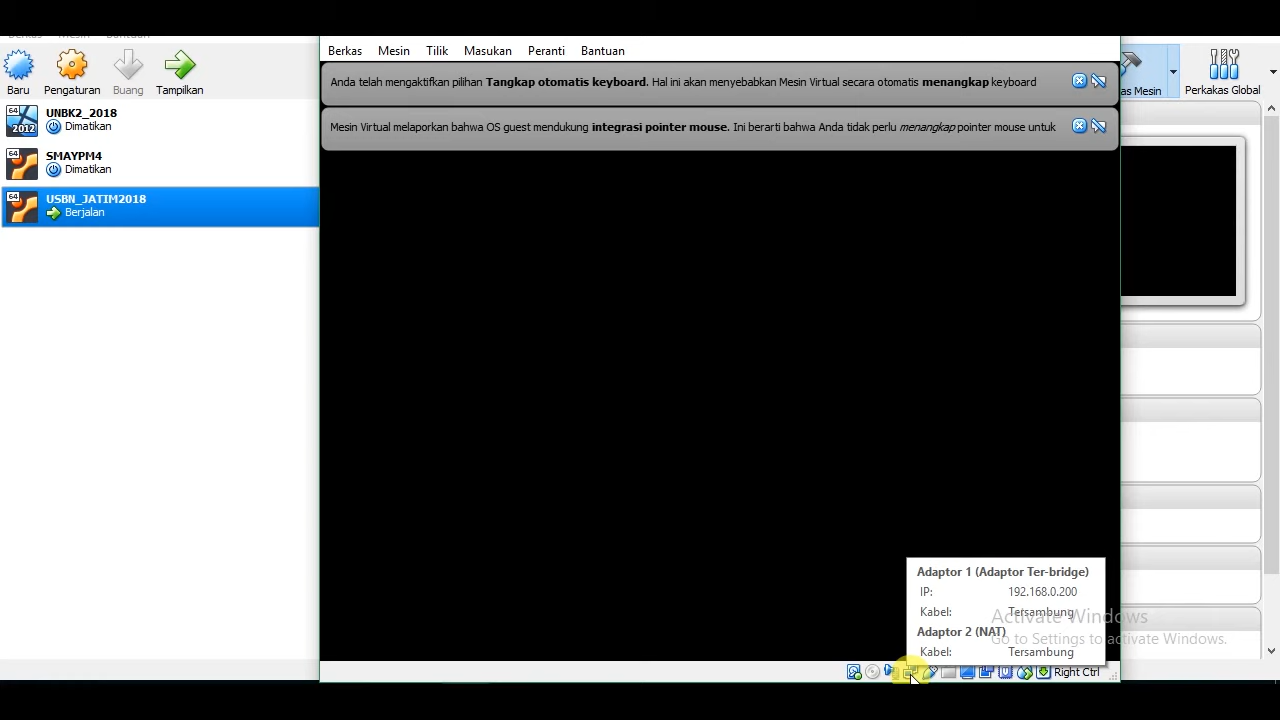 Berkas Mesin Tilik Masukan Peranti Bantuan
Baru Pengaturan Buang Tampilkan
as Mesin Perkakas Global
64 2012 UNBK2_2018
Dimatikan
64 SMAYPM4
Dimatikan
64 USBN_JATIM2018
Berjalan
Anda telah mengaktifkan pilihan Tangkap otomatis keyboard. Hal ini akan menyebabkan Mesin Virtual secara otomatis menangkap keyboard
Mesin Virtual melaporkan bahwa OS guest mendukung integrasi pointer mouse. Ini berarti bahwa Anda tidak perlu menangkap pointer mouse untuk
Adaptor 1 (Adaptor Ter-bridge)
IP: 192.168.0.200
Kabel: Tersambung
Adaptor 2 (NAT)
Kabel: Tersambung
Activate Windows
Go to Settings to activate Windows.
Right Ctrl